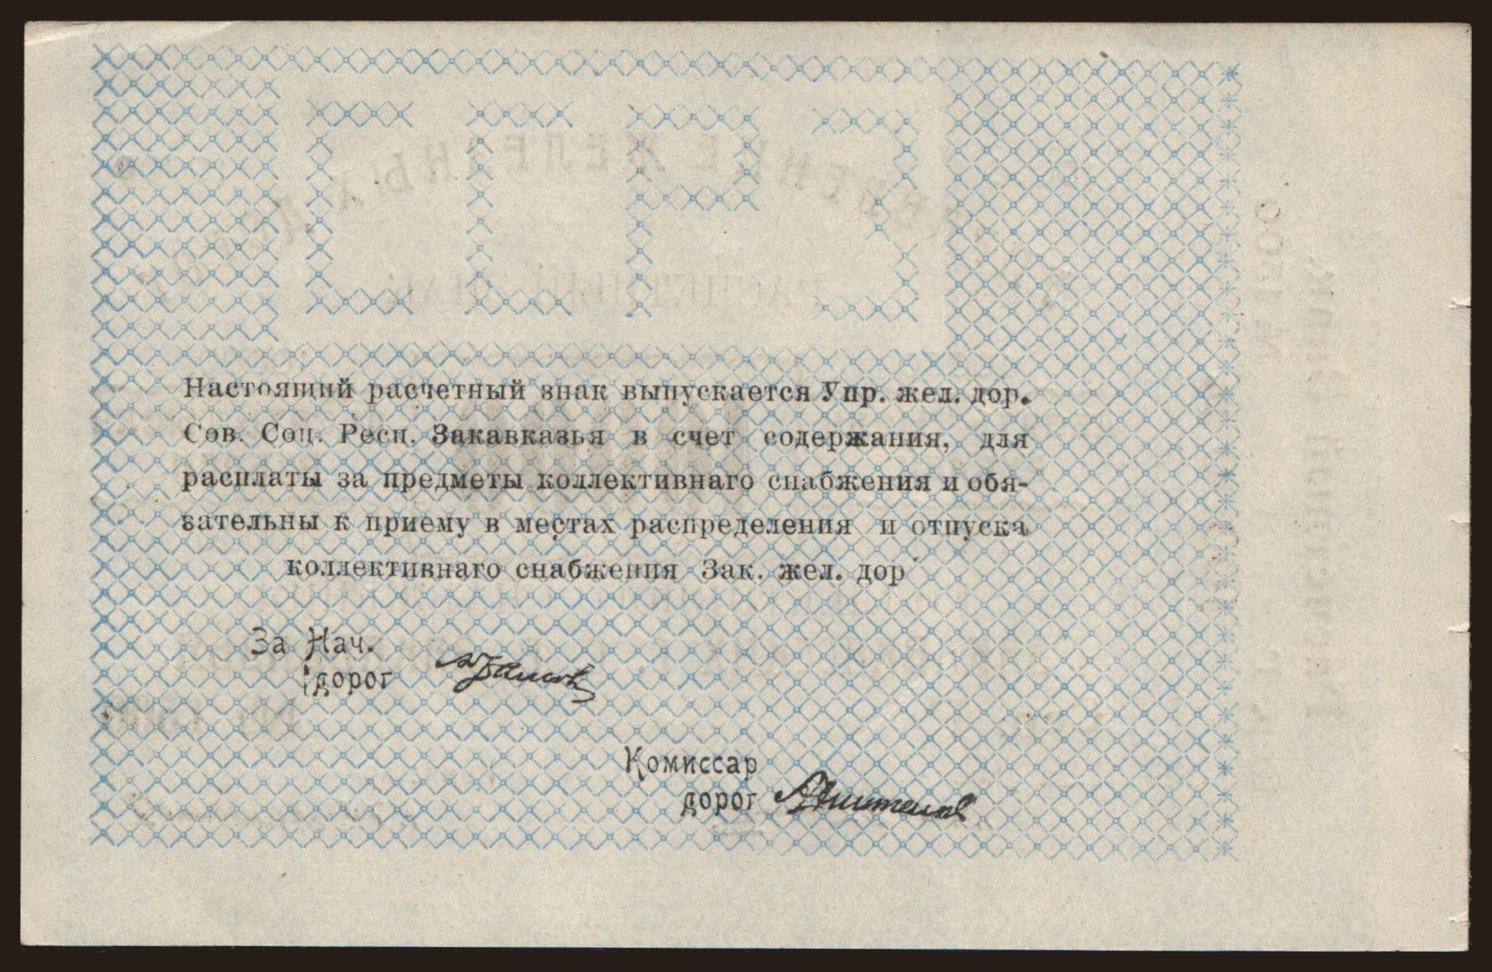 ССРЗ
Настоящий расчетный знак выпускается Упр. жел. дор.
Сов. Соц. Респ. Закавказья в счет содержания, для
расплаты за предметы коллективнаго снабжения и обя-
зательны к приему в местах распределения и отпуска
коллективнаго снабжения Зак. жел. дор
За Нач.
дорог
Комиссар
дорог